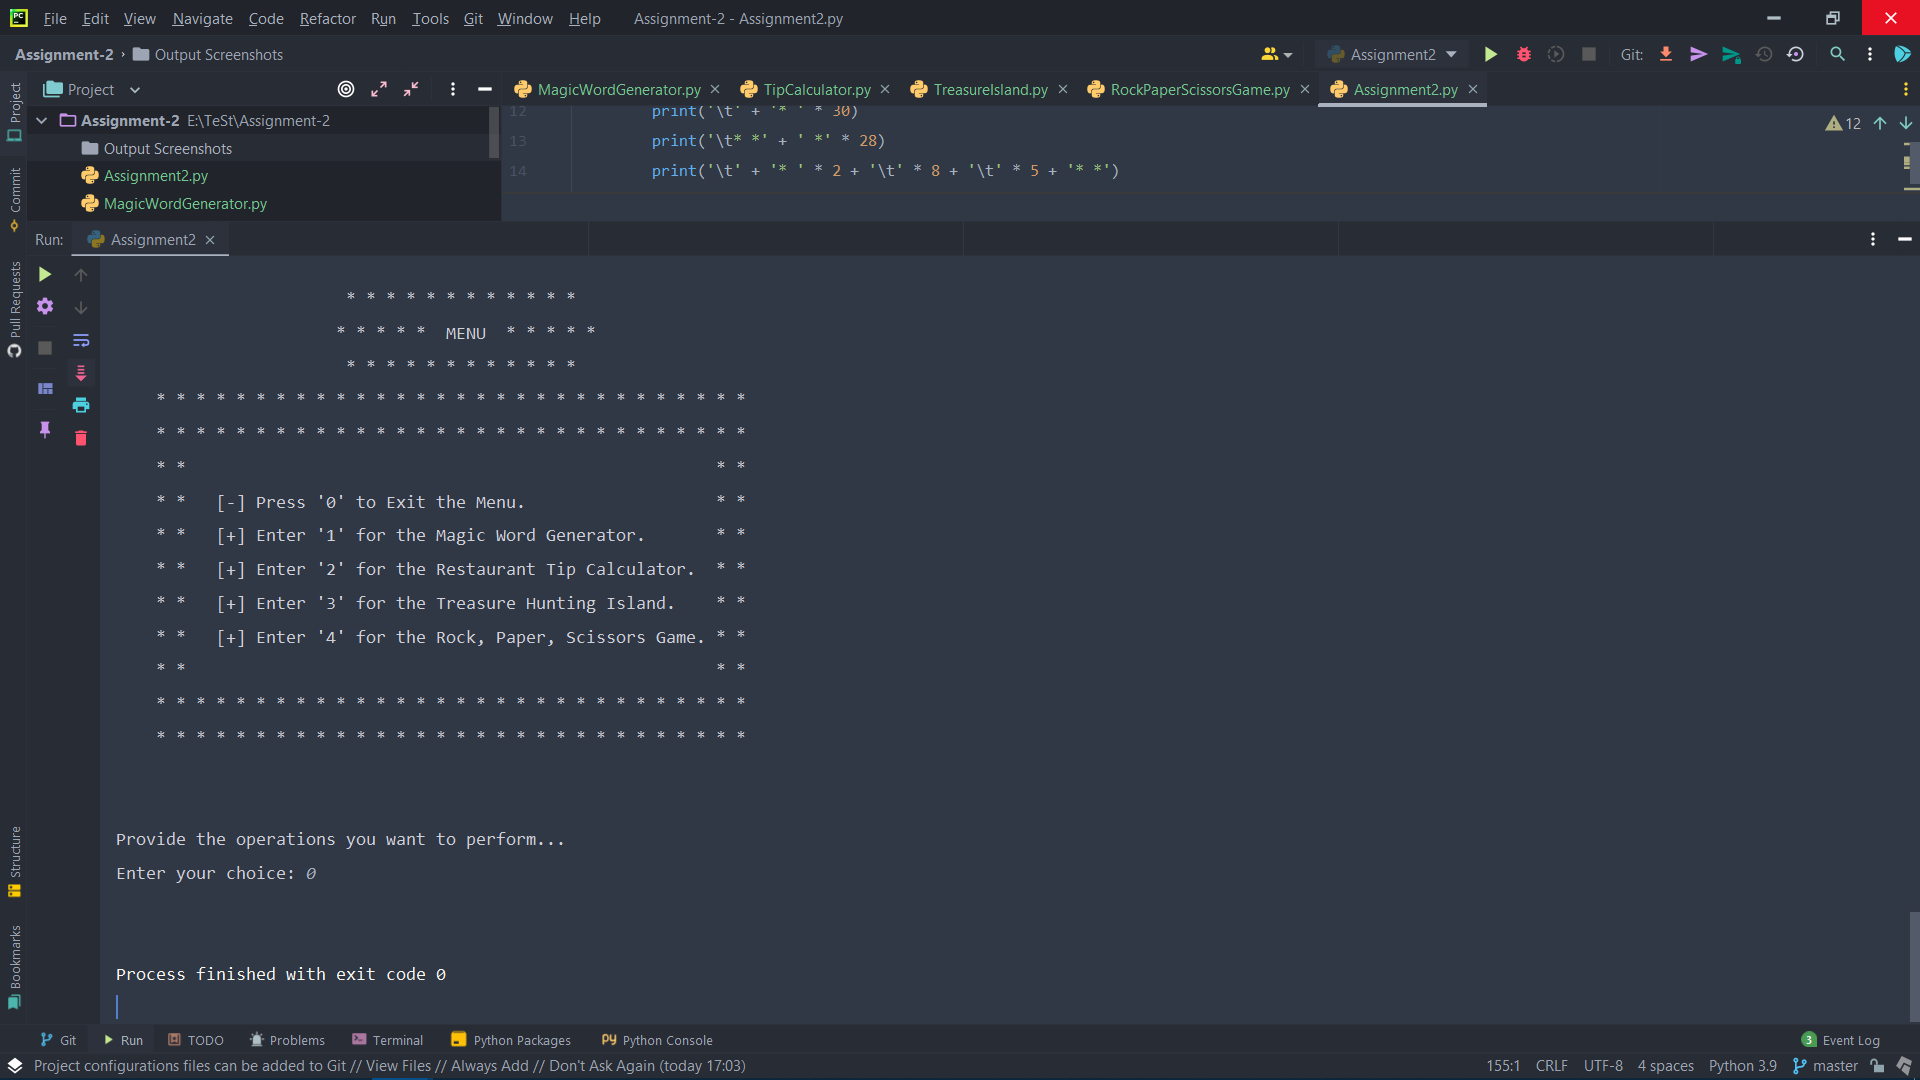 PC File Edit View Navigate Code Refactor Run Tools Git Window Help Assignment-2 - Assignment2.py
Assignment-2 › Output Screenshots Assignment2 Git:
Project MagicWordGenerator.py TipCalculator.py TreasureIsland.py RockPaperScissorsGame.py Assignment2.py
Project
Assignment-2 E:\TeSt\Assignment-2
Output Screenshots
Assignment2.py
MagicWordGenerator.py
12 print('\t' + '* ' * 30)
13 print('\t* *' + ' *' * 28)
14 print('\t' + '* ' * 2 + '\t' * 8 + '\t' * 5 + '* *')
12
Commit
Pull Requests
Run: Assignment2
* * * * * * * * * * * *
* * * * * MENU * * * * *
* * * * * * * * * * * *
* * * * * * * * * * * * * * * * * * * * * * * * * * * * * *
* * * * * * * * * * * * * * * * * * * * * * * * * * * * * *
* * * *
* * [-] Press '0' to Exit the Menu. * *
* * [+] Enter '1' for the Magic Word Generator. * *
* * [+] Enter '2' for the Restaurant Tip Calculator. * *
* * [+] Enter '3' for the Treasure Hunting Island. * *
* * [+] Enter '4' for the Rock, Paper, Scissors Game. * *
* * * *
* * * * * * * * * * * * * * * * * * * * * * * * * * * * * *
* * * * * * * * * * * * * * * * * * * * * * * * * * * * * *
Provide the operations you want to perform...
Enter your choice: 0
Process finished with exit code 0
Structure
Bookmarks
Git Run TODO Problems Terminal Python Packages Python Console 3 Event Log
Project configurations files can be added to Git // View Files // Always Add // Don't Ask Again (today 17:03) 155:1 CRLF UTF-8 4 spaces Python 3.9 master